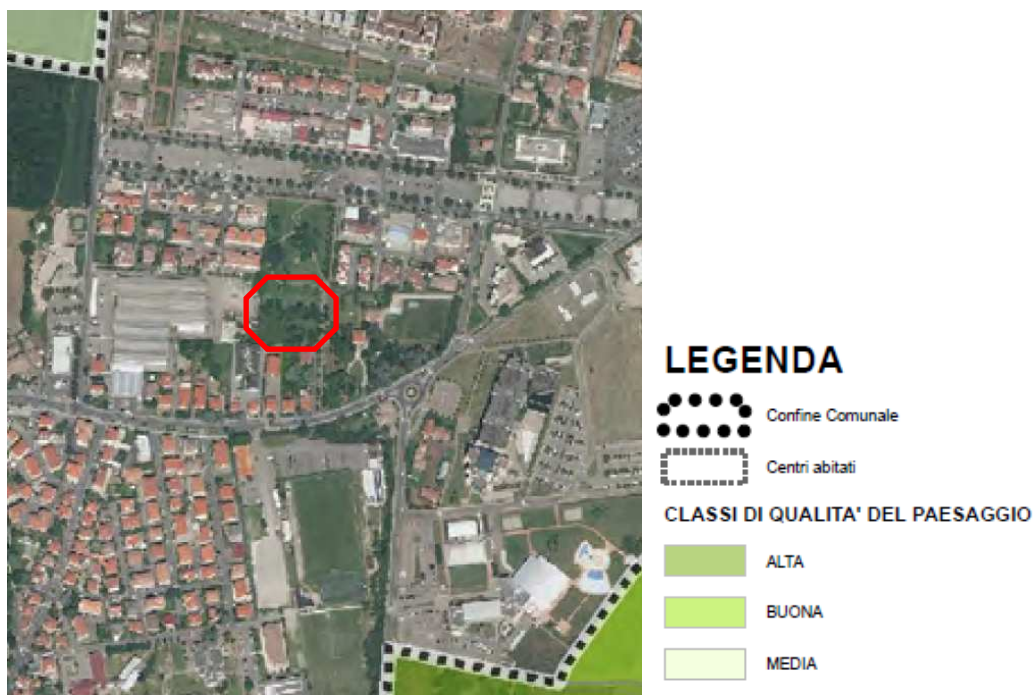 LEGENDA
Confine Comunale
Centri abitati
CLASSI DI QUALITA' DEL PAESAGGIO
ALTA
BUONA
MEDIA